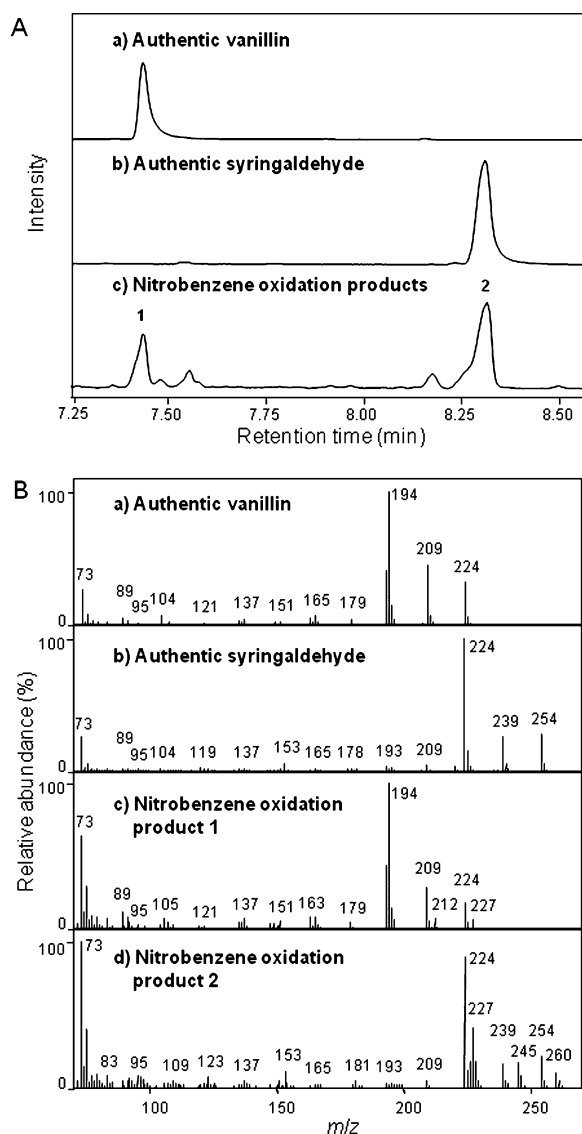 A
a) Authentic vanillin
b) Authentic syringaldehyde
c) Nitrobenzene oxidation products
1
2
Intensity
7.25 7.50 7.75 8.00 8.25 8.50
Retention time (min)
B
a) Authentic vanillin
100
0
73 89 95 104 121 137 151 165 179 194 209 224
b) Authentic syringaldehyde
100
0
73 89 95 104 119 137 153 165 178 193 209 224 239 254
c) Nitrobenzene oxidation
product 1
100
0
73 89 95 105 121 137 151 163 179 194 209 212 224 227
d) Nitrobenzene oxidation
product 2
100
0
73 83 95 109 123 137 153 165 181 193 209 224 227 239 245 254 260
Relative abundance (%)
100 150 200 250
m/z